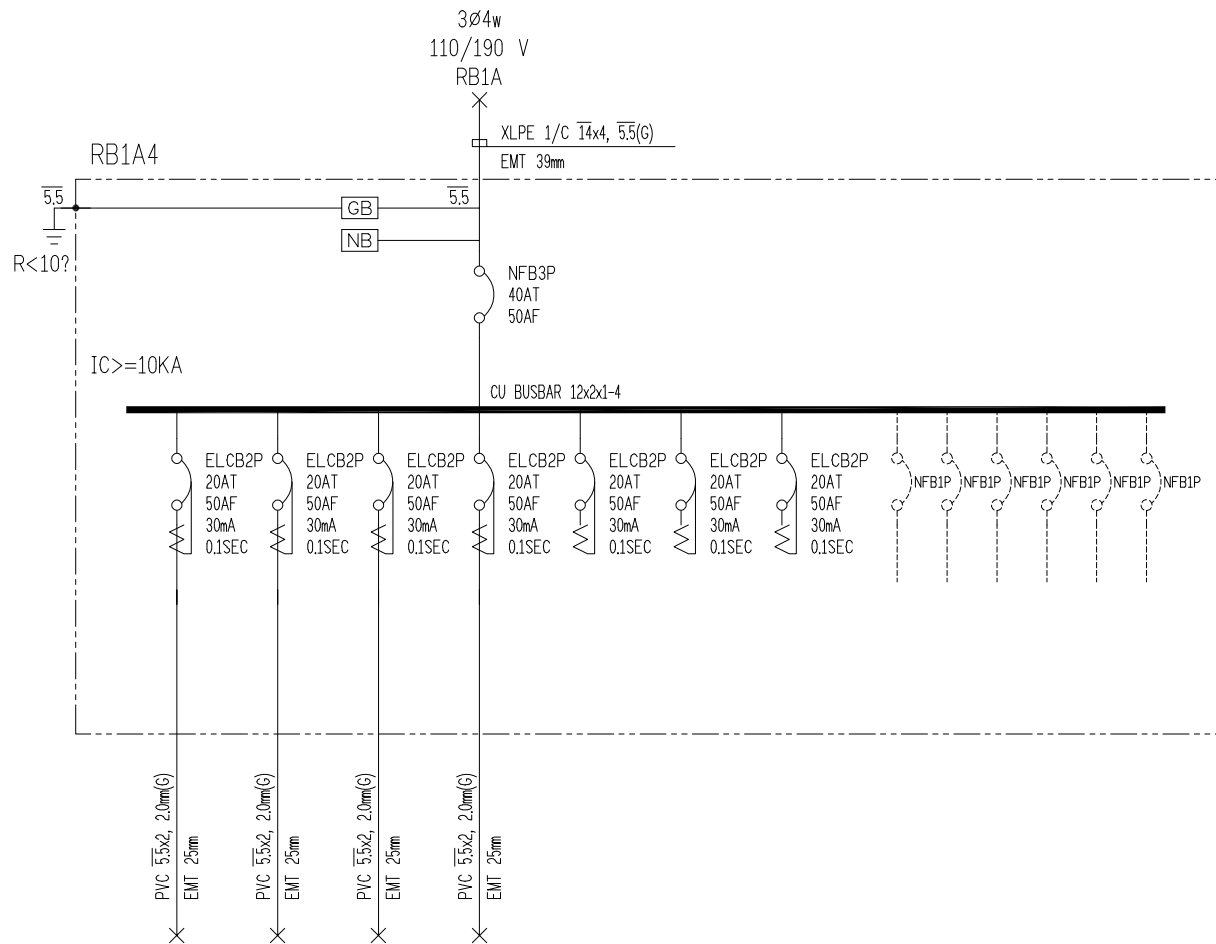 3Ø4w
110/190 V
RB1A
XLPE 1/C 14x4, 5.5(G)
EMT 39mm
RB1A4
5.5
GB
5.5
NB
R<10?
NFB3P
40AT
50AF
IC>=10KA
CU BUSBAR 12x2x1-4
ELCB2P
20AT
50AF
30mA
0.1SEC
ELCB2P
20AT
50AF
30mA
0.1SEC
ELCB2P
20AT
50AF
30mA
0.1SEC
ELCB2P
20AT
50AF
30mA
0.1SEC
ELCB2P
20AT
50AF
30mA
0.1SEC
ELCB2P
20AT
50AF
30mA
0.1SEC
ELCB2P
20AT
50AF
30mA
0.1SEC
NFB1P
NFB1P
NFB1P
NFB1P
NFB1P
NFB1P
PVC 5.5x2, 2.0mm(G)
EMT 25mm
PVC 5.5x2, 2.0mm(G)
EMT 25mm
PVC 5.5x2, 2.0mm(G)
EMT 25mm
PVC 5.5x2, 2.0mm(G)
EMT 25mm